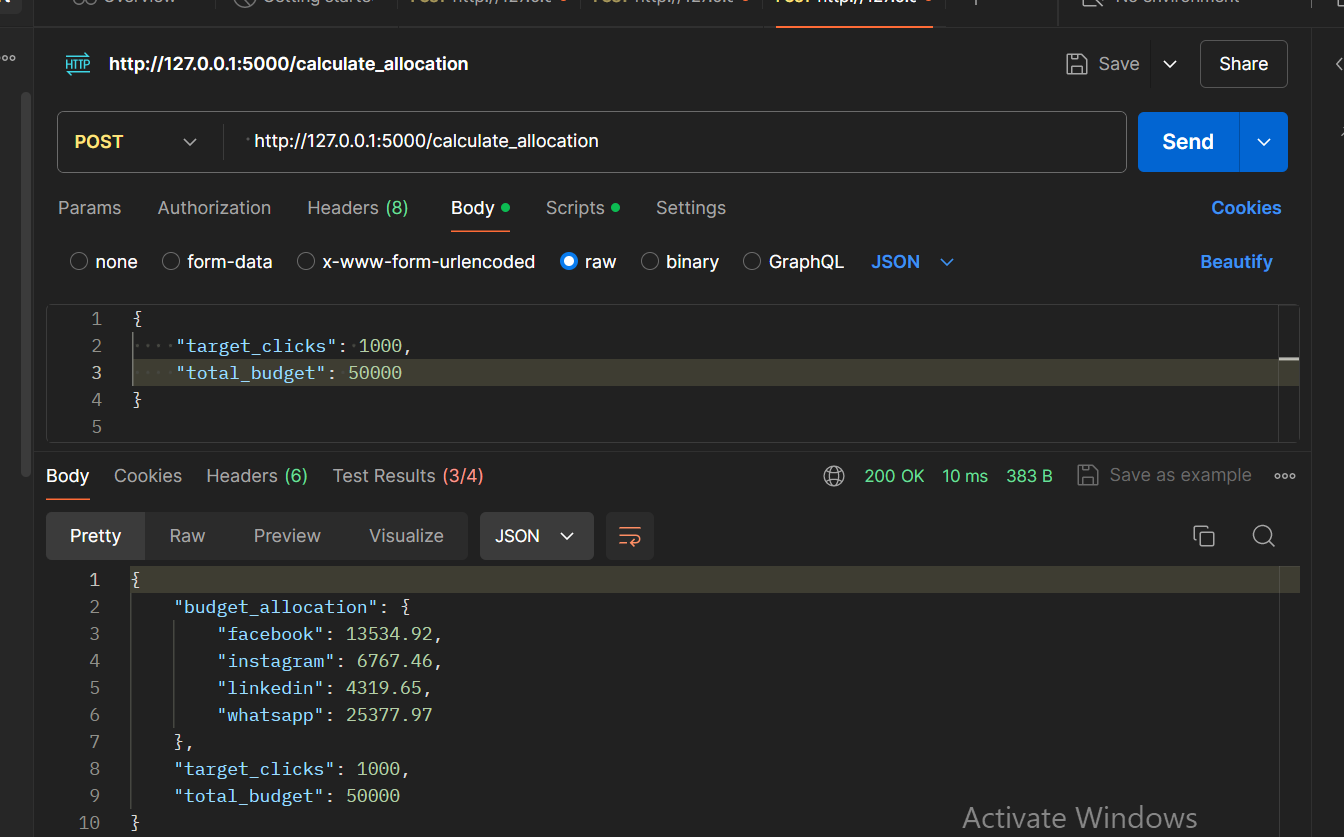 http://127.0.0.1:5000/calculate_allocation
Save
Share
POST
http://127.0.0.1:5000/calculate_allocation
Send
Params Authorization Headers (8) Body Scripts Settings Cookies
none form-data x-www-form-urlencoded raw binary GraphQL JSON Beautify
1 {
2 "target_clicks": 1000,
3 "total_budget": 50000
4 }
5
Body Cookies Headers (6) Test Results (3/4) 200 OK 10 ms 383 B Save as example
Pretty Raw Preview Visualize JSON
1 {
2 "budget_allocation": {
3 "facebook": 13534.92,
4 "instagram": 6767.46,
5 "linkedin": 4319.65,
6 "whatsapp": 25377.97
7 },
8 "target_clicks": 1000,
9 "total_budget": 50000
10 }
Activate Windows